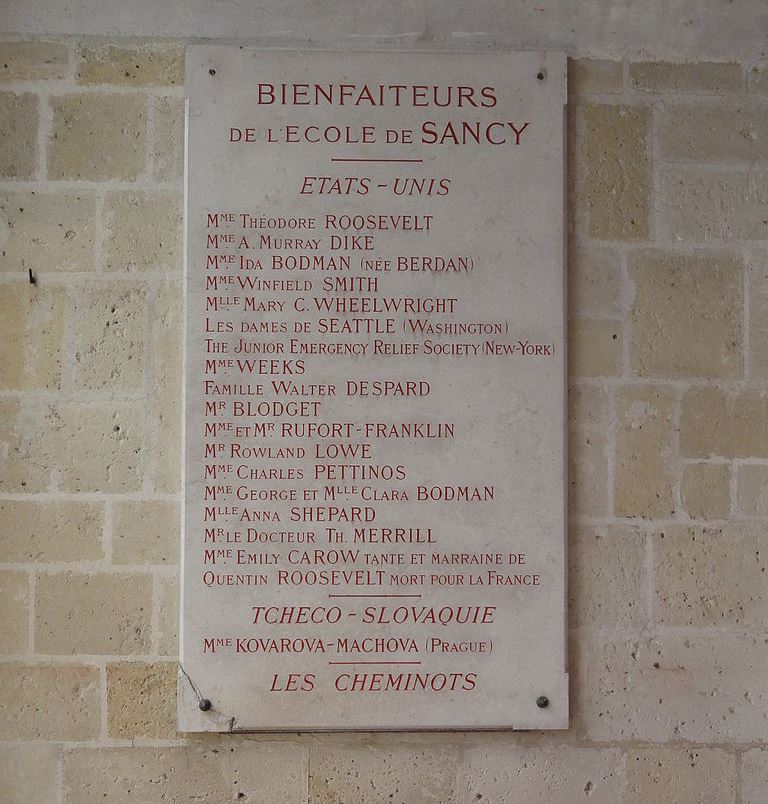 BIENFAITEURS
DE L'ECOLE DE SANCY
ETATS-UNIS
MME THÉODORE ROOSEVELT
MME A. MURRAY DIKE
MME IDA BODMAN (NÉE BERDAN)
MME WINFIELD SMITH
MLLE MARY C. WHEELWRIGHT
LES DAMES DE SEATTLE (WASHINGTON)
THE JUNIOR EMERGENCY RELIEF SOCIETY (NEW-YORK)
MME WEEKS
FAMILLE WALTER DESPARD
MR BLODGET
MME ET MR RUFORT-FRANKLIN
MR ROWLAND LOWE
MME CHARLES PETTINOS
MME GEORGE ET MLLE CLARA BODMAN
MLLE ANNA SHEPARD
MR LE DOCTEUR TH. MERRILL
MME EMILY CAROW TANTE ET MARRAINE DE
QUENTIN ROOSEVELT MORT POUR LA FRANCE
TCHECO-SLOVAQUIE
MME KOVAROVA-MACHOVA (PRAGUE)
LES CHEMINOTS